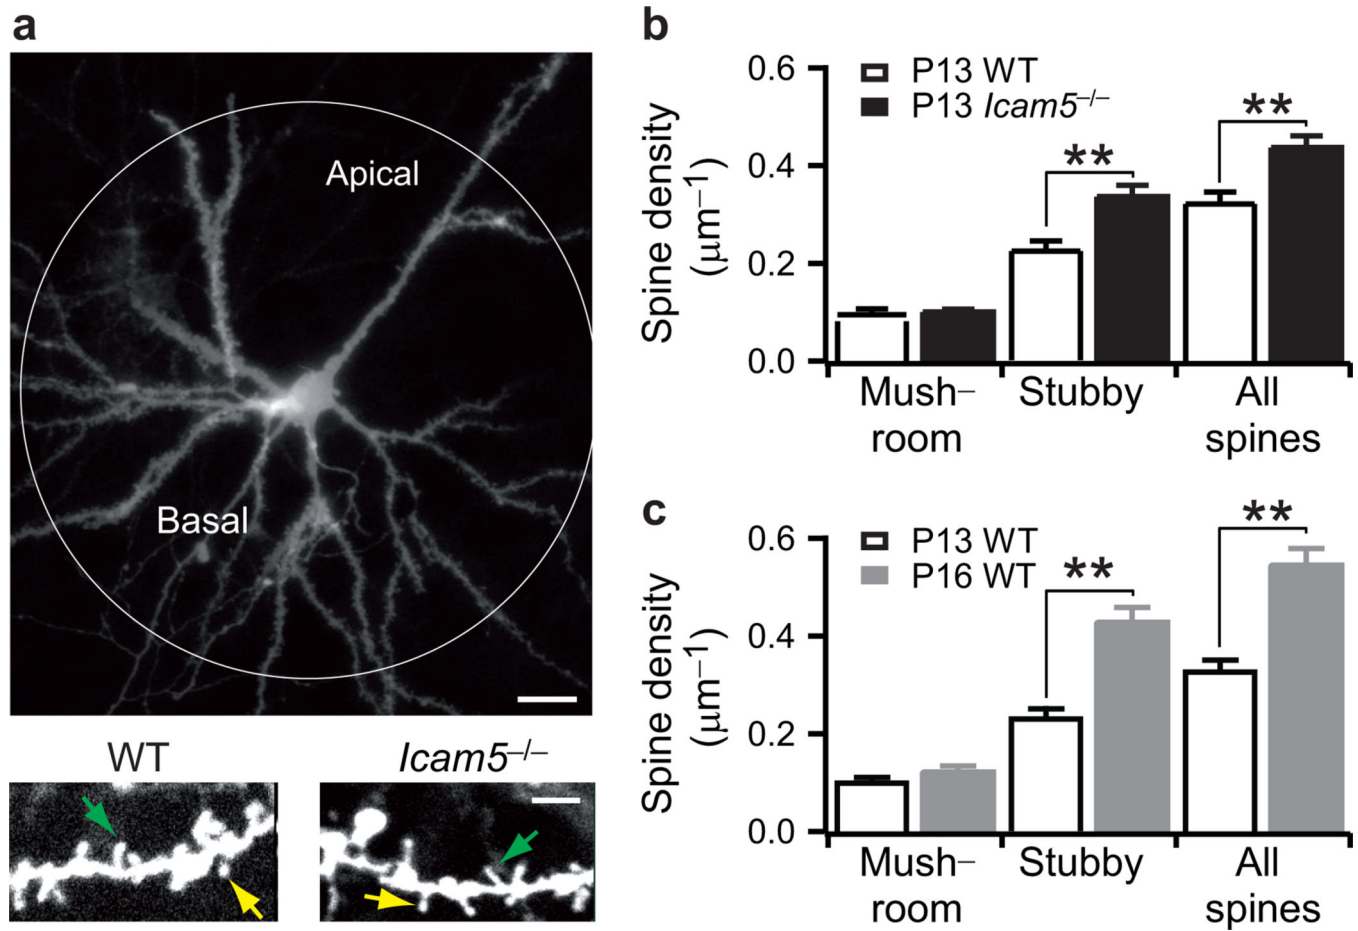 a
Apical
Basal
WT
Icam5–/–
b
Spine density
(μm–1)
0.6
0.4
0.2
0.0
P13 WT
P13 Icam5–/–
**
**
Mush–
room
Stubby
All
spines
c
Spine density
(μm–1)
0.6
0.4
0.2
0.0
P13 WT
P16 WT
**
**
Mush–
room
Stubby
All
spines